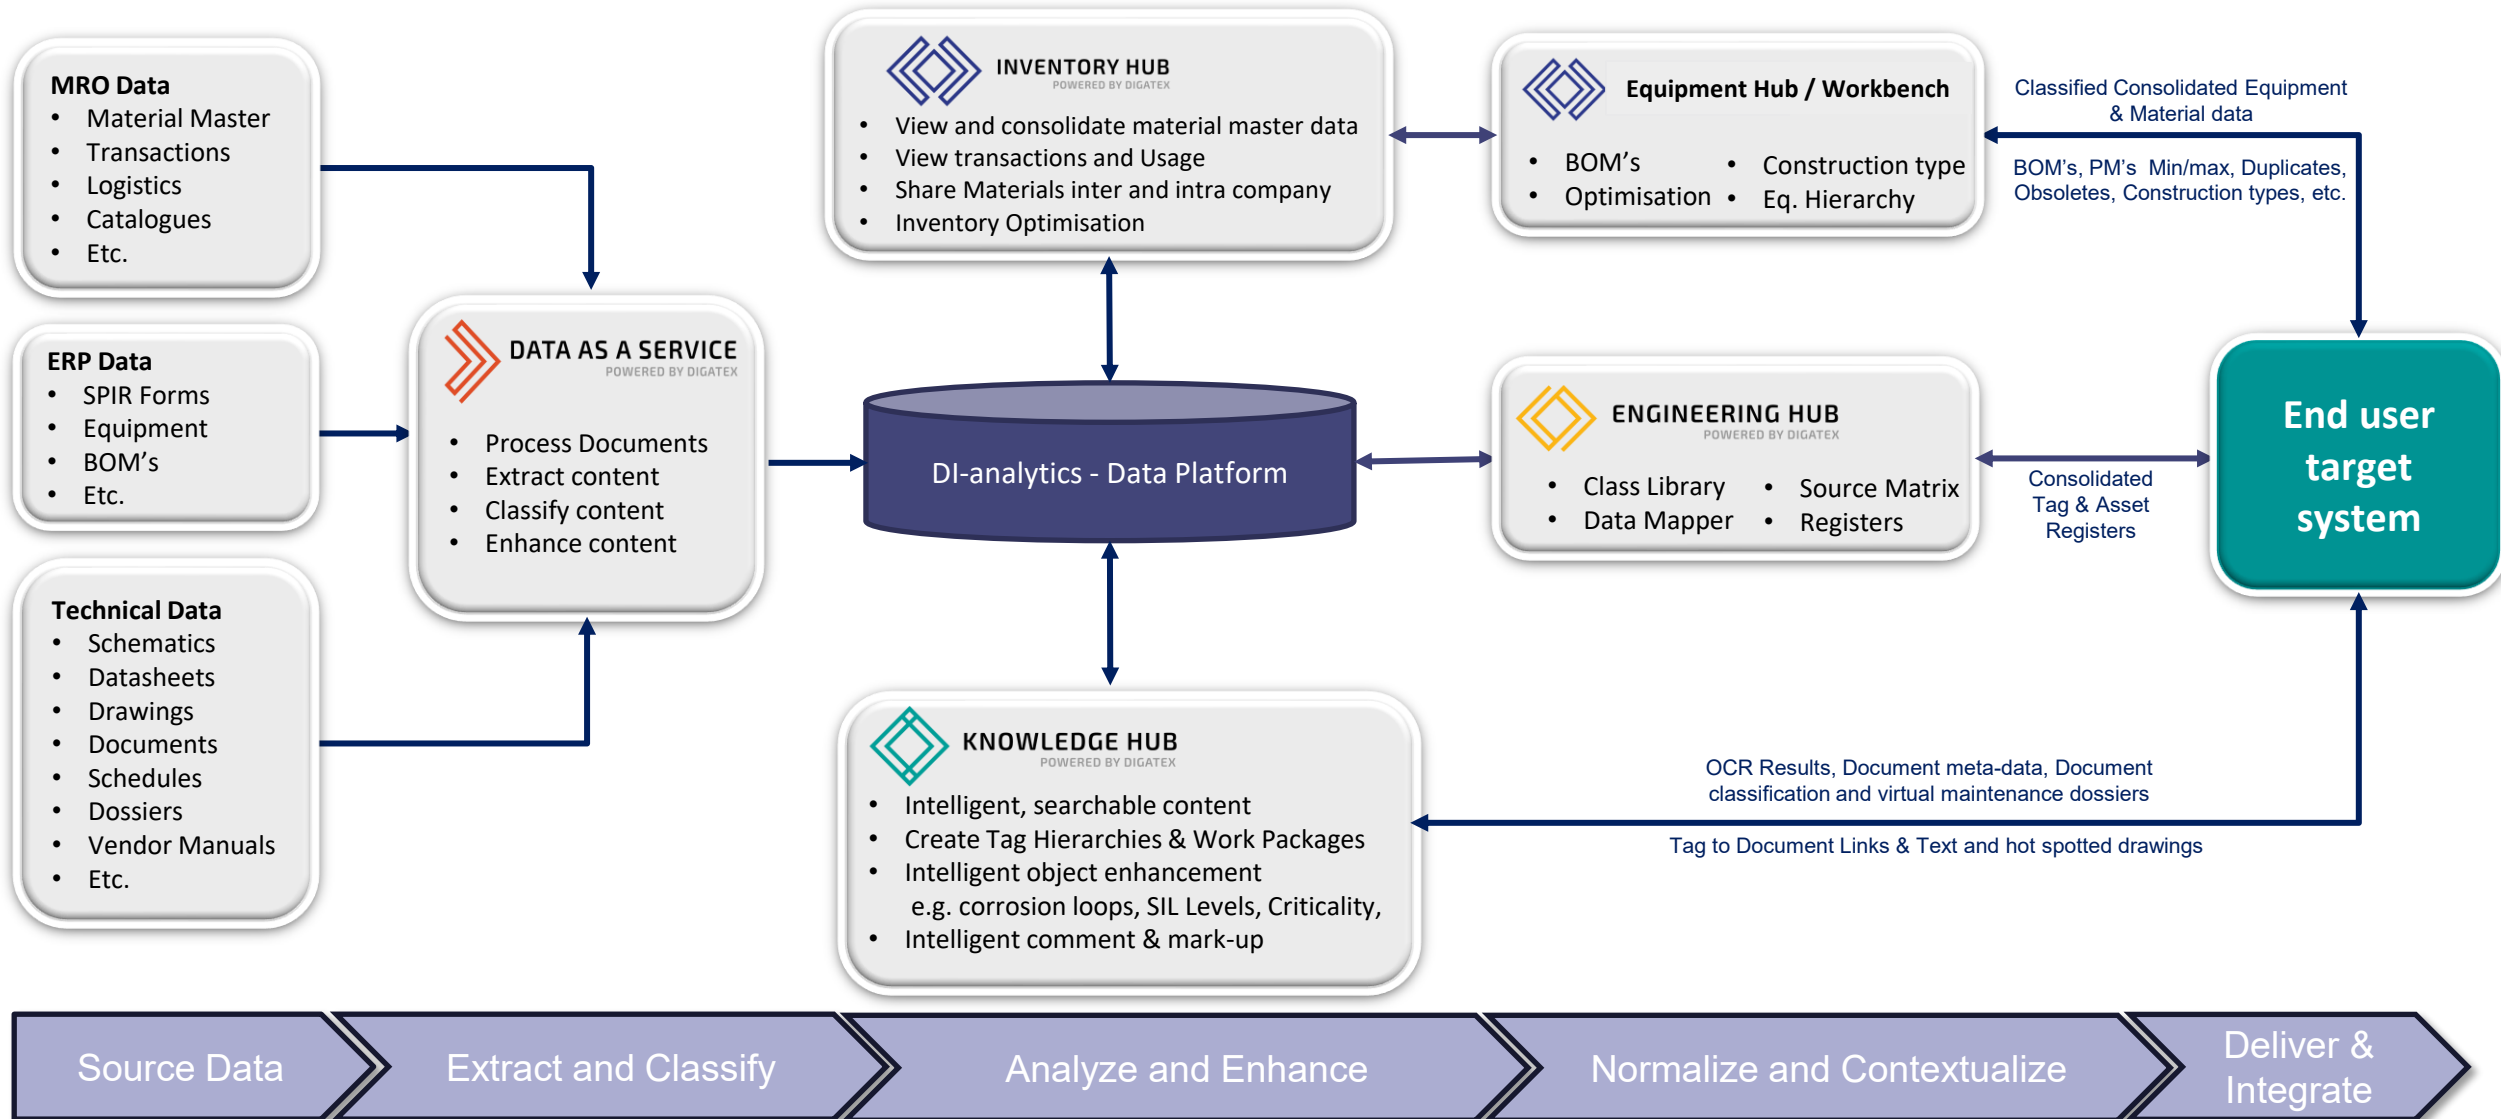 MRO Data
• Material Master
• Transactions
• Logistics
• Catalogues
• Etc.
ERP Data
• SPIR Forms
• Equipment
• BOM's
• Etc.
Technical Data
• Schematics
• Datasheets
• Drawings
• Documents
• Schedules
• Dossiers
• Vendor Manuals
• Etc.
DATA AS A SERVICE
POWERED BY DIGATEX
• Process Documents
• Extract content
• Classify content
• Enhance content
INVENTORY HUB
POWERED BY DIGATEX
• View and consolidate material master data
• View transactions and Usage
• Share Materials inter and intra company
• Inventory Optimisation
DI-analytics - Data Platform
KNOWLEDGE HUB
POWERED BY DIGATEX
• Intelligent, searchable content
• Create Tag Hierarchies & Work Packages
• Intelligent object enhancement
e.g. corrosion loops, SIL Levels, Criticality,
• Intelligent comment & mark-up
Equipment Hub / Workbench
• BOM's
• Optimisation
• Construction type
• Eq. Hierarchy
ENGINEERING HUB
POWERED BY DIGATEX
• Class Library
• Data Mapper
• Source Matrix
• Registers
Classified Consolidated Equipment
& Material data
BOM's, PM's Min/max, Duplicates,
Obsoletes, Construction types, etc.
Consolidated
Tag & Asset
Registers
End user
target
system
OCR Results, Document meta-data, Document
classification and virtual maintenance dossiers
Tag to Document Links & Text and hot spotted drawings
Source Data
Extract and Classify
Analyze and Enhance
Normalize and Contextualize
Deliver &
Integrate